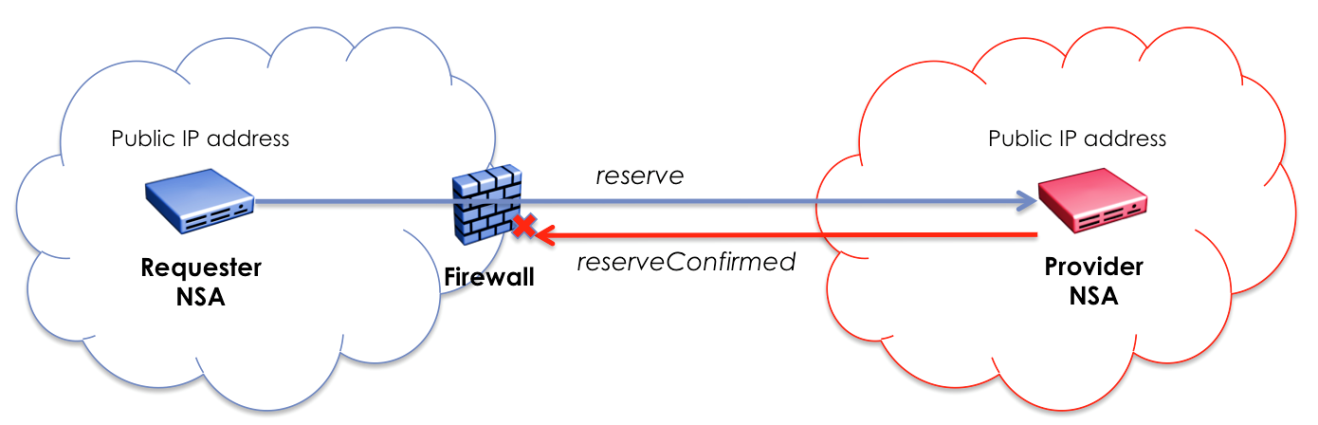 Public IP address
Public IP address
reserve
reserveConfirmed
Requester
NSA
Firewall
Provider
NSA